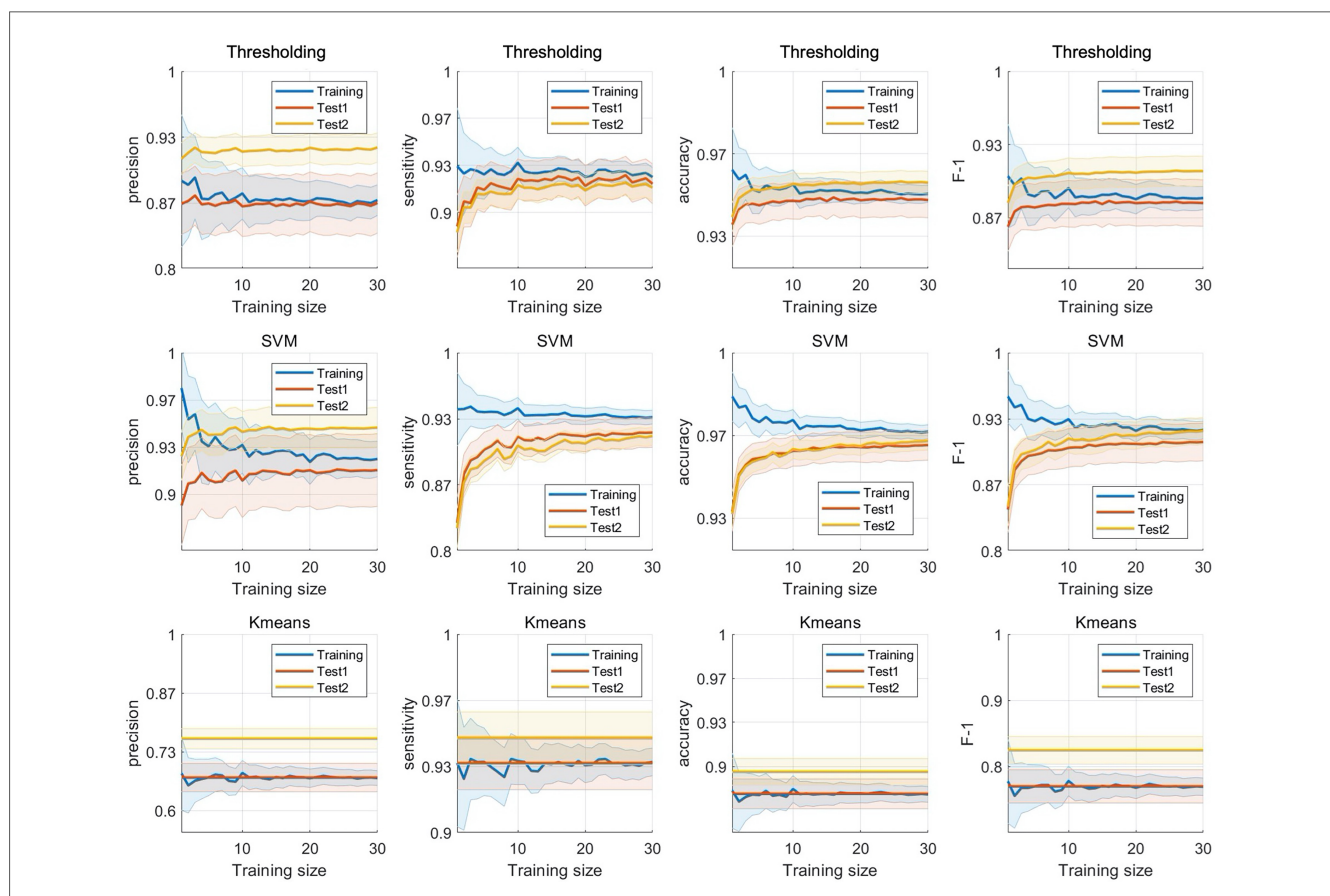 Thresholding
precision
1
0.93
0.87
0.8
10 20 30
Training size
Training
Test1
Test2
Thresholding
sensitivity
1
0.97
0.93
0.9
10 20 30
Training size
Training
Test1
Test2
Thresholding
accuracy
1
0.97
0.93
10 20 30
Training size
Training
Test1
Test2
Thresholding
F-1
1
0.93
0.87
10 20 30
Training size
Training
Test1
Test2
SVM
precision
1
0.97
0.93
0.9
10 20 30
Training size
Training
Test1
Test2
SVM
sensitivity
1
0.93
0.87
0.8
10 20 30
Training size
Training
Test1
Test2
SVM
accuracy
1
0.97
0.93
10 20 30
Training size
Training
Test1
Test2
SVM
F-1
1
0.93
0.87
0.8
10 20 30
Training size
Training
Test1
Test2
Kmeans
precision
1
0.87
0.73
0.6
10 20 30
Training size
Training
Test1
Test2
Kmeans
sensitivity
1
0.97
0.93
0.9
10 20 30
Training size
Training
Test1
Test2
Kmeans
accuracy
1
0.97
0.93
0.9
10 20 30
Training size
Training
Test1
Test2
Kmeans
F-1
1
0.9
0.8
10 20 30
Training size
Training
Test1
Test2